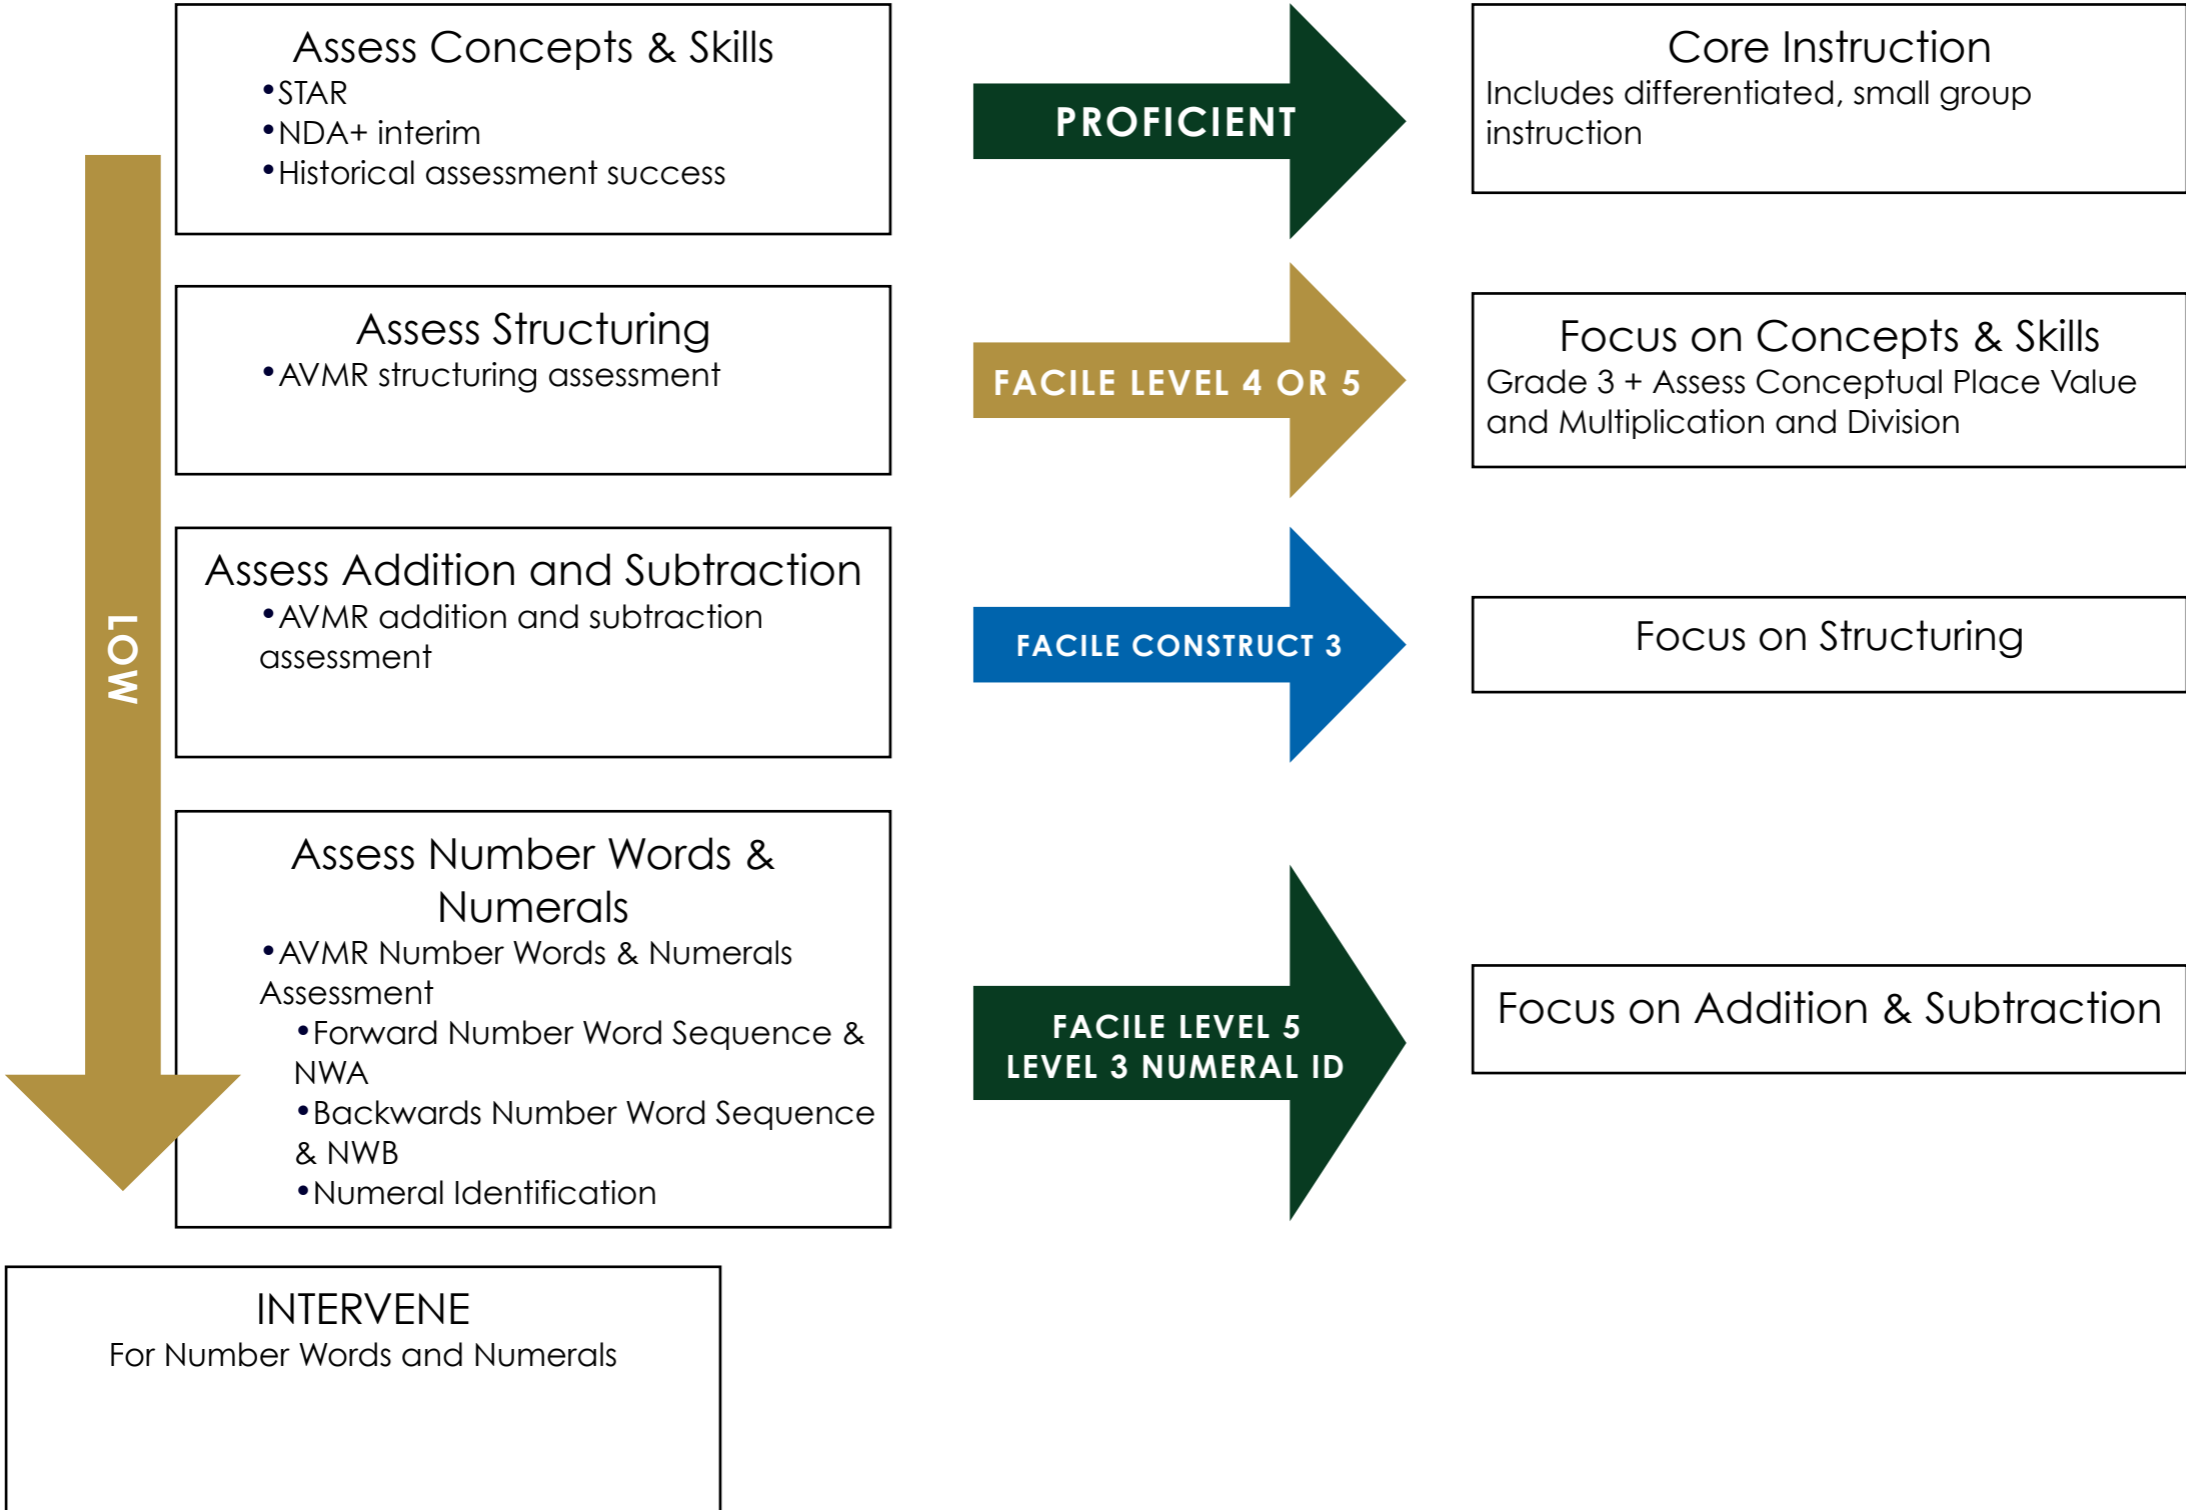 Assess Concepts & Skills
•STAR
•NDA+ interim
•Historical assessment success
PROFICIENT
Core Instruction
Includes differentiated, small group
instruction
Assess Structuring
•AVMR structuring assessment
FACILE LEVEL 4 OR 5
Focus on Concepts & Skills
Grade 3 + Assess Conceptual Place Value
and Multiplication and Division
LOW
Assess Addition and Subtraction
•AVMR addition and subtraction
assessment
FACILE CONSTRUCT 3
Focus on Structuring
Assess Number Words &
Numerals
•AVMR Number Words & Numerals
Assessment
•Forward Number Word Sequence &
NWA
•Backwards Number Word Sequence
& NWB
•Numeral Identification
FACILE LEVEL 5
LEVEL 3 NUMERAL ID
Focus on Addition & Subtraction
INTERVENE
For Number Words and Numerals